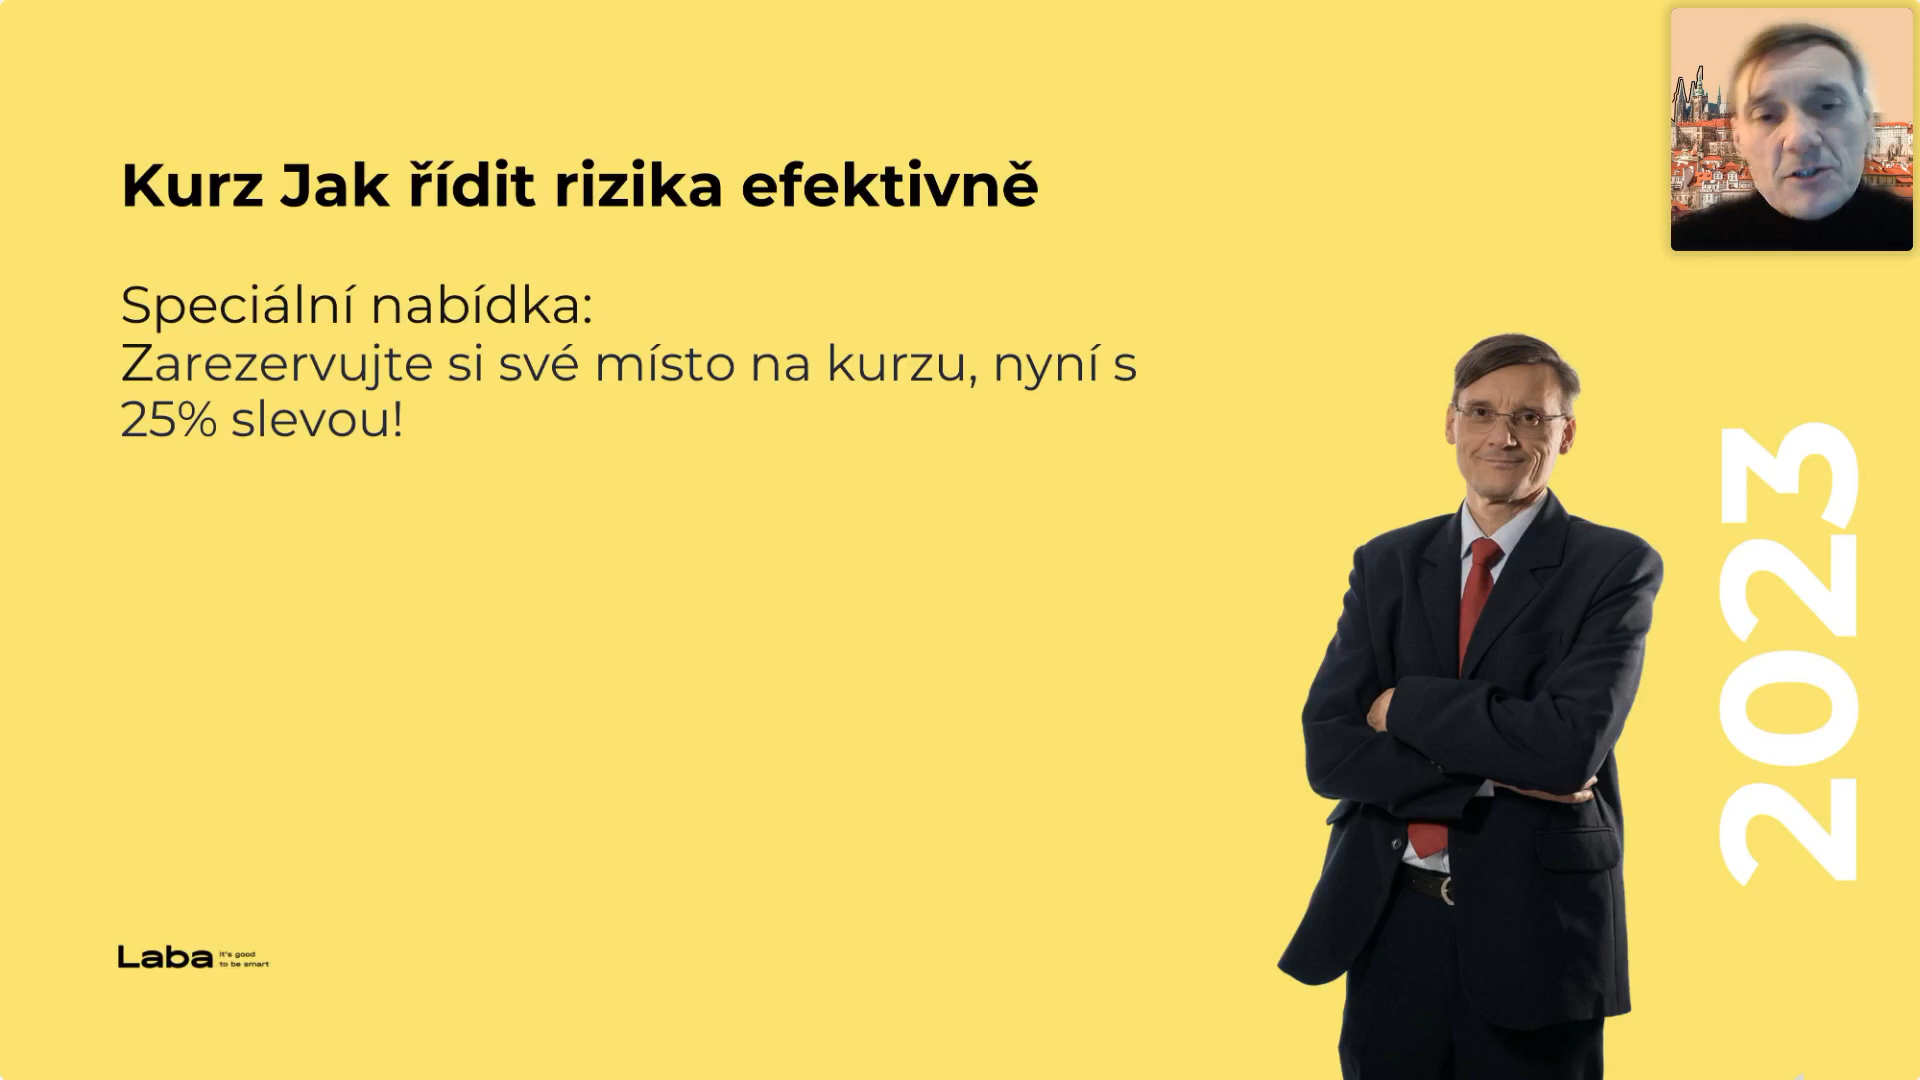 Kurz Jak řídit rizika efektivně
Speciální nabídka:
Zarezervujte si své místo na kurzu, nyní s
25% slevou!
2023
Laba it's good
to be smart